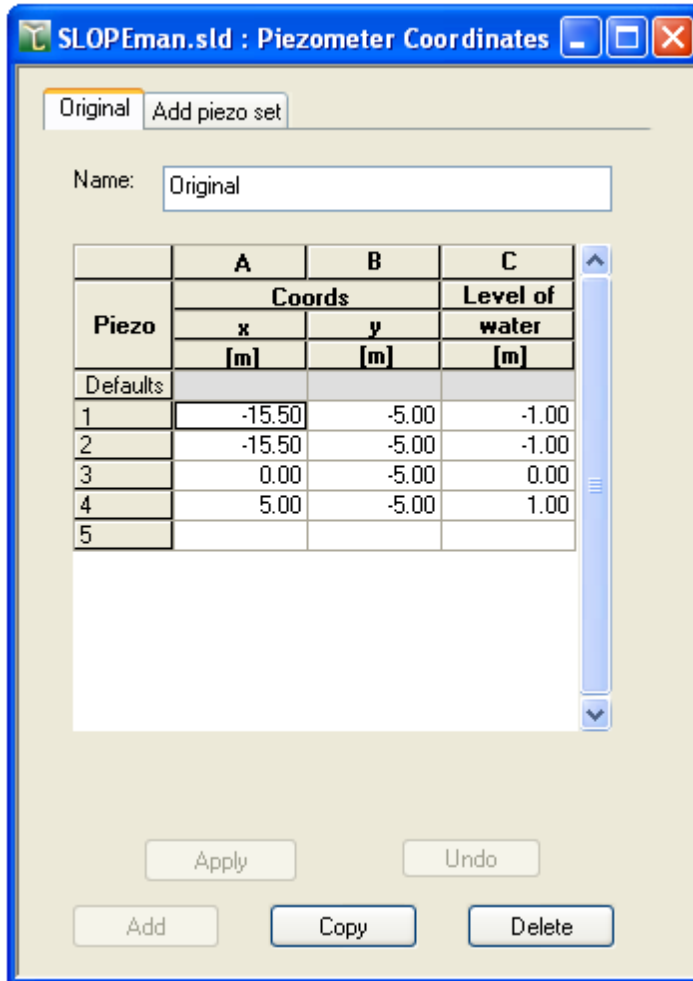 SLOPEman.sld : Piezometer Coordinates
Original Add piezo set
Name: Original
A B C
Piezo Coords Level of
x y water
[m] [m] [m]
Defaults
1 -15.50 -5.00 -1.00
2 -15.50 -5.00 -1.00
3 0.00 -5.00 0.00
4 5.00 -5.00 1.00
5
Apply Undo
Add Copy Delete